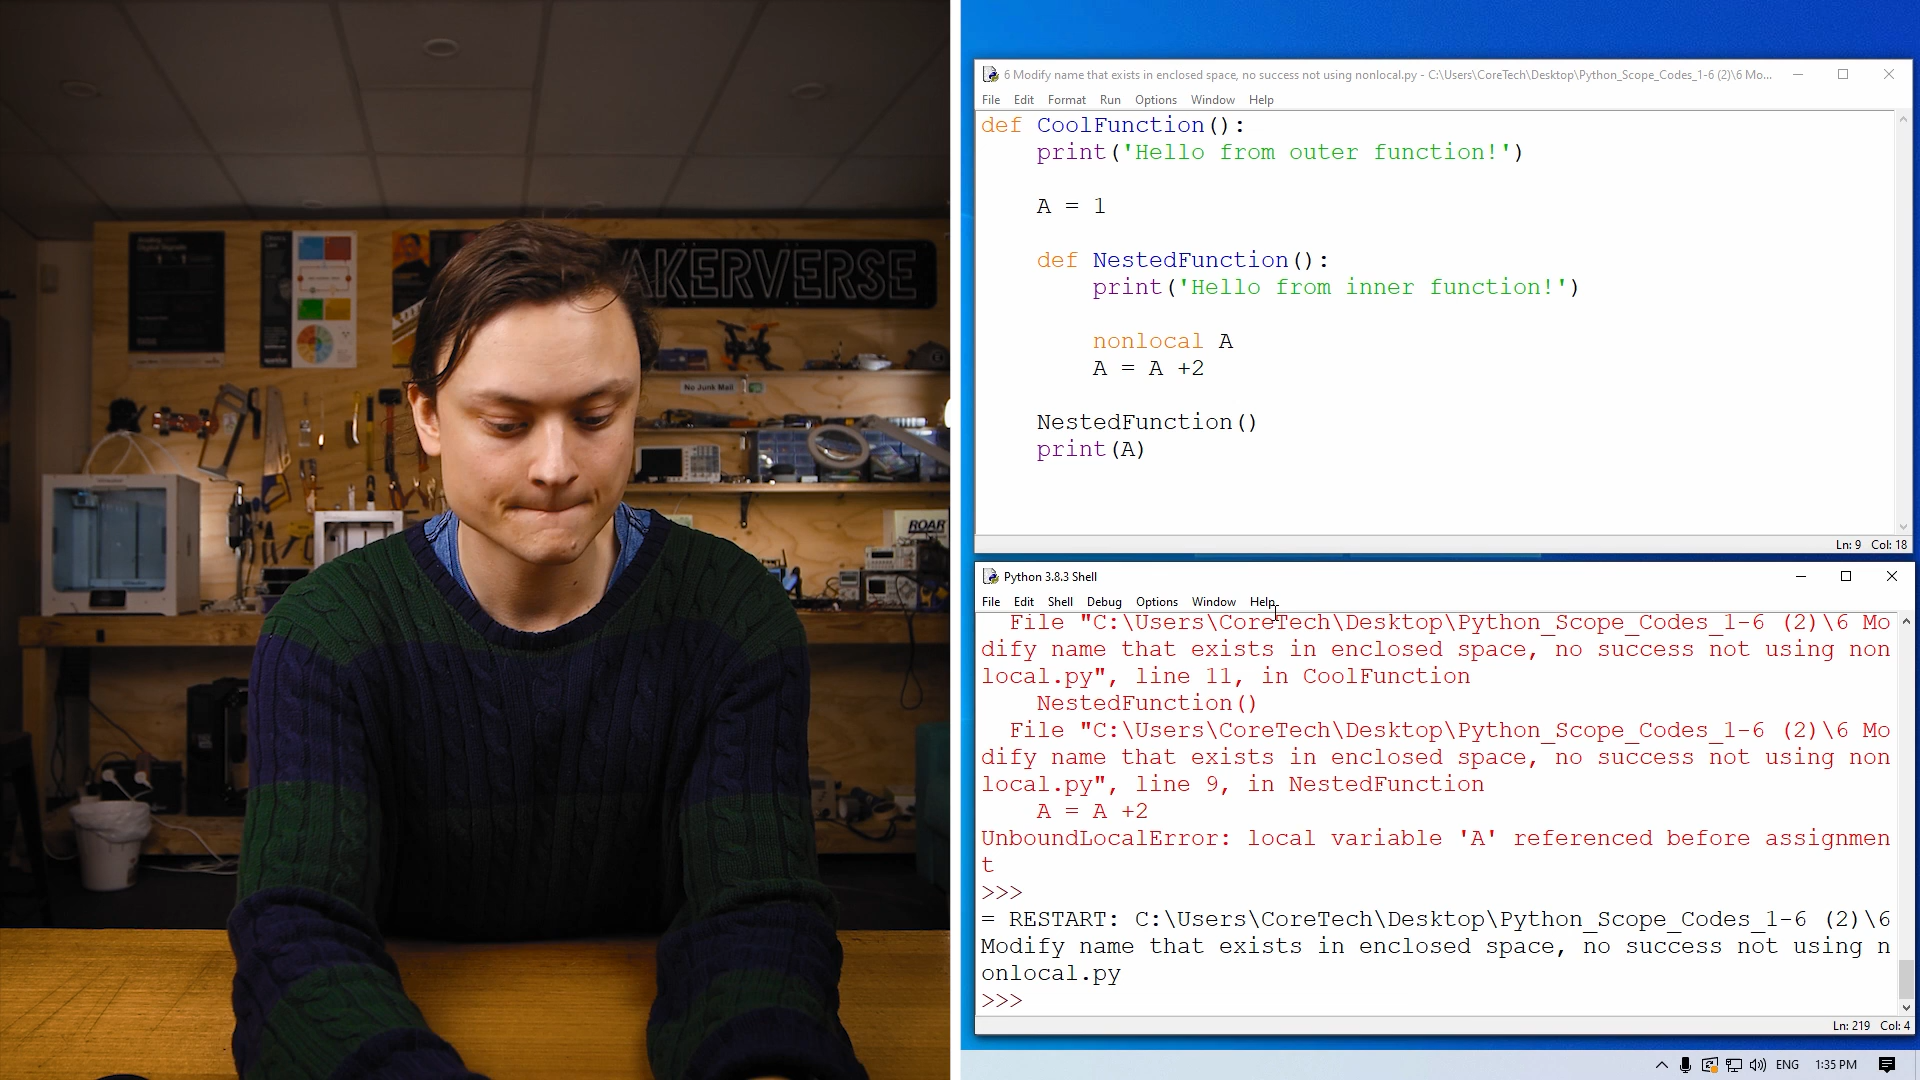 AKERVERSE
No Junk Mail
ROAR
6 Modify name that exists in enclosed space, no success not using nonlocal.py - C:\Users\CoreTech\Desktop\Python_Scope_Codes_1-6 (2)\6 Mo...
File Edit Format Run Options Window Help
def CoolFunction():
print('Hello from outer function!')
A = 1
def NestedFunction():
print('Hello from inner function!')
nonlocal A
A = A +2
NestedFunction()
print(A)
Ln: 9 Col: 18
Python 3.8.3 Shell
File Edit Shell Debug Options Window Help
File "C:\Users\CoreTech\Desktop\Python_Scope_Codes_1-6 (2)\6 Mo
dify name that exists in enclosed space, no success not using non
local.py", line 11, in CoolFunction
NestedFunction()
File "C:\Users\CoreTech\Desktop\Python_Scope_Codes_1-6 (2)\6 Mo
dify name that exists in enclosed space, no success not using non
local.py", line 9, in NestedFunction
A = A +2
UnboundLocalError: local variable 'A' referenced before assignmen
t
>>>
= RESTART: C:\Users\CoreTech\Desktop\Python_Scope_Codes_1-6 (2)\6
Modify name that exists in enclosed space, no success not using n
onlocal.py
>>>
Ln: 219 Col: 4
ENG 1:35 PM